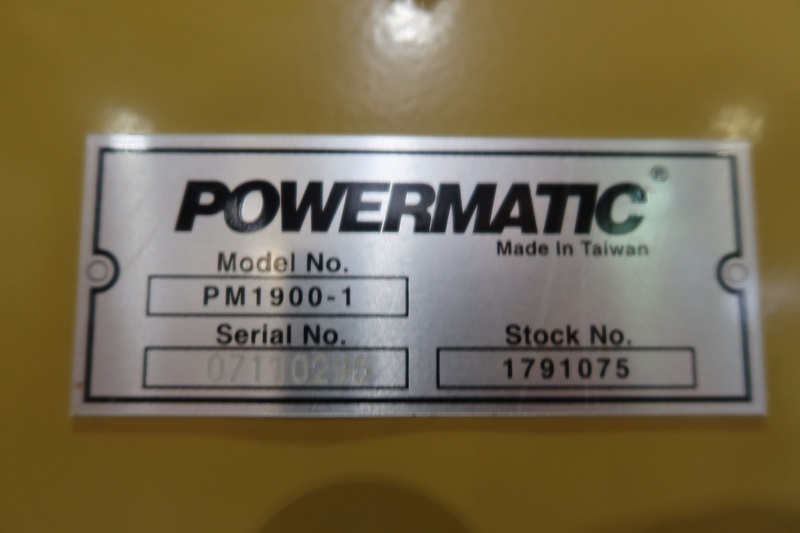 POWERMATIC®
Made In Taiwan
Model No.
PM1900-1
Serial No.
Stock No.
1791075